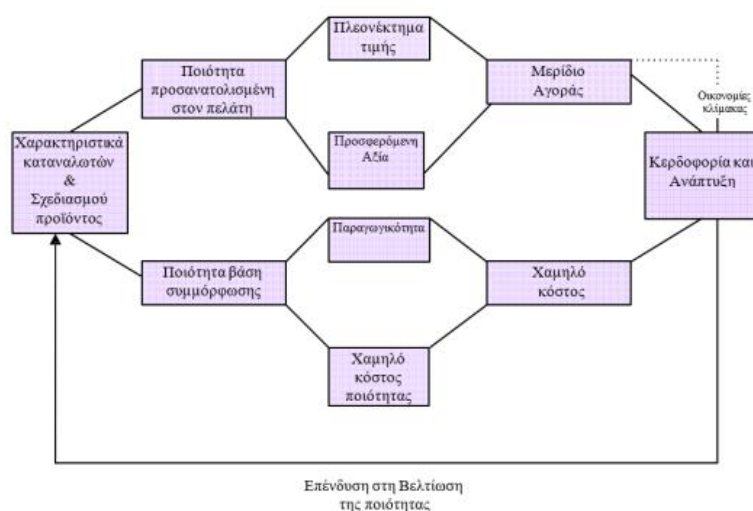 Πλεονέκτημα
τιμής
Ποιότητα
προσανατολισμένη
στον πελάτη
Μερίδιο
Αγοράς
Οικονομίες
κλίμακας
Προσφερόμενη
Αξία
Χαρακτηριστικά
καταναλωτών
&
Σχεδιασμού
προϊόντος
Κερδοφορία και
Ανάπτυξη
Παραγωγικότητα
Ποιότητα βάση
συμμόρφωσης
Χαμηλό
κόστος
Χαμηλό
κόστος
ποιότητας
Επένδυση στη Βελτίωση
της ποιότητας